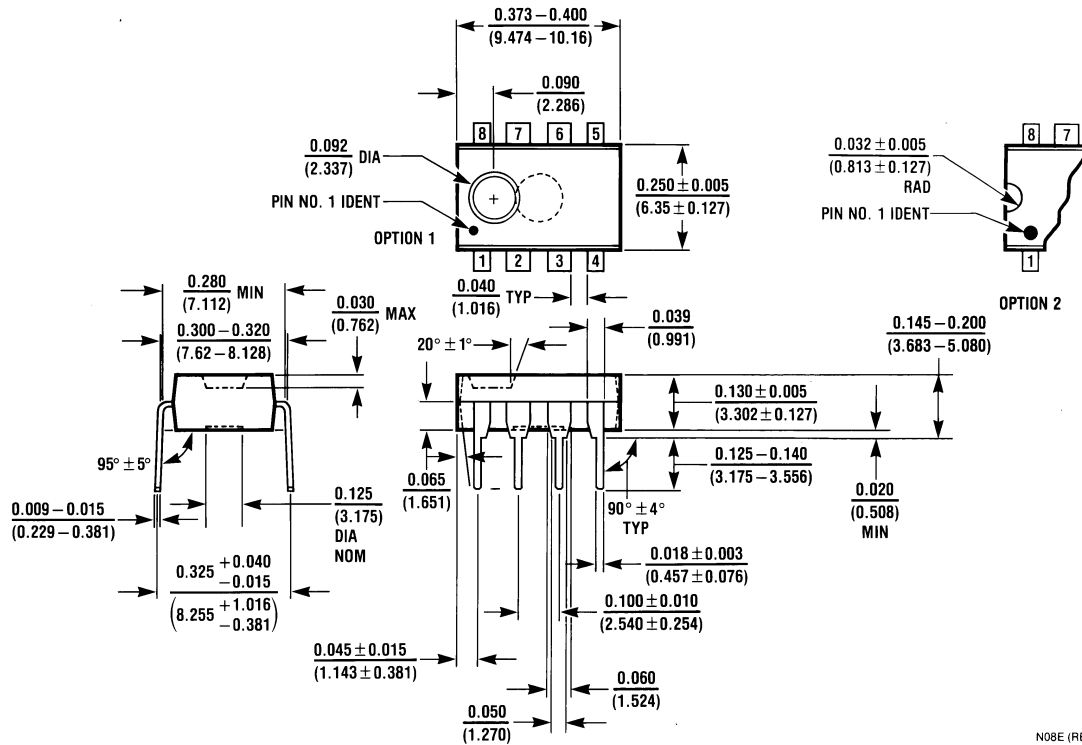 0.373 – 0.400
(9.474 – 10.16)
0.090
(2.286)
8 7 6 5
0.092 DIA
(2.337)
PIN NO. 1 IDENT
OPTION 1
1 2 3 4
0.250 ± 0.005
(6.35 ± 0.127)
0.032 ± 0.005
(0.813 ± 0.127)
RAD
PIN NO. 1 IDENT
8 7
1
OPTION 2
0.280 MIN
(7.112)
0.300 – 0.320
(7.62 – 8.128)
0.030 MAX
(0.762)
0.040 TYP
(1.016)
20° ± 1°
0.039
(0.991)
0.145 – 0.200
(3.683 – 5.080)
0.130 ± 0.005
(3.302 ± 0.127)
0.125 – 0.140
(3.175 – 3.556)
0.020
(0.508)
MIN
95° ± 5°
0.009 – 0.015
(0.229 – 0.381)
0.125
(3.175)
DIA
NOM
0.065
(1.651)
90° ± 4°
TYP
0.018 ± 0.003
(0.457 ± 0.076)
0.325 +0.040
–0.015
(8.255 +1.016
–0.381)
0.100 ± 0.010
(2.540 ± 0.254)
0.045 ± 0.015
(1.143 ± 0.381)
0.060
(1.524)
0.050
(1.270)
N08E (RE